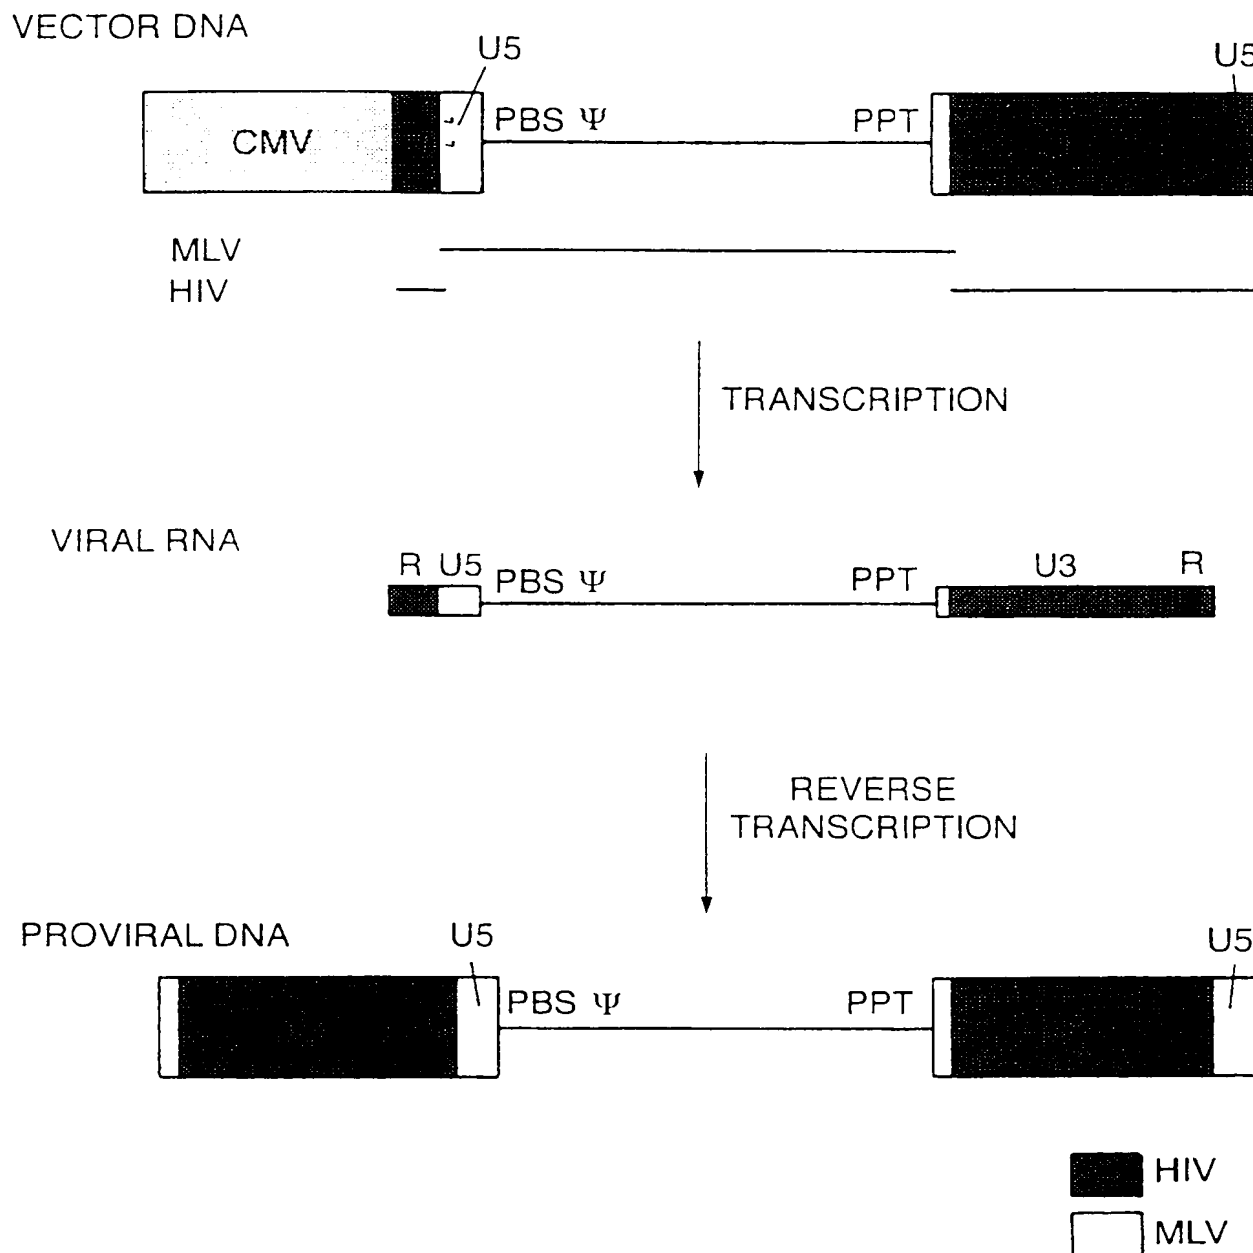 VECTOR DNA
U5
U5
CMV
PBS Ψ
PPT
MLV
HIV
TRANSCRIPTION
VIRAL RNA
R U5
PBS Ψ
PPT
U3
R
REVERSE
TRANSCRIPTION
PROVIRAL DNA
U5
U5
PBS Ψ
PPT
HIV
MLV